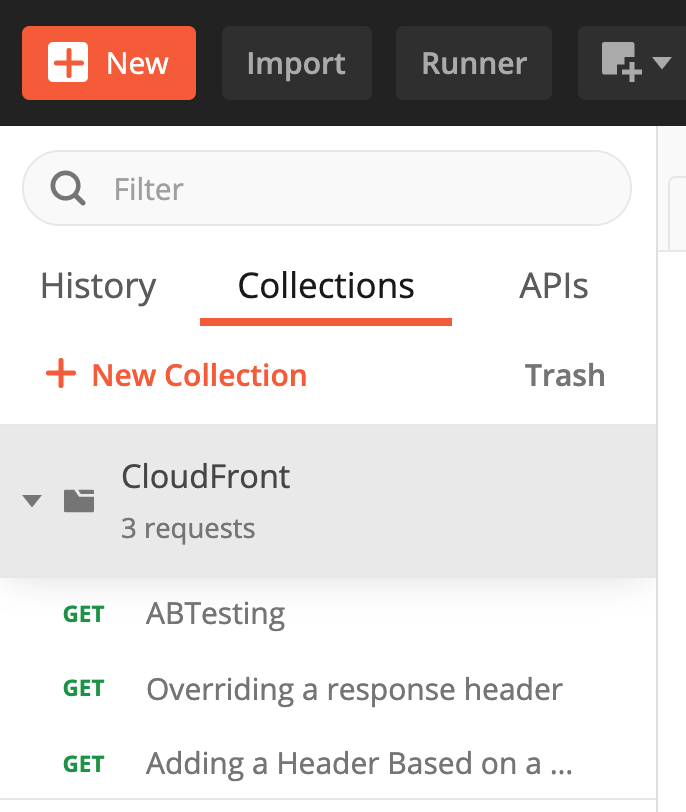 New Import Runner
Filter
History Collections APIs
New Collection Trash
CloudFront
3 requests
GET ABTesting
GET Overriding a response header
GET Adding a Header Based on a ...